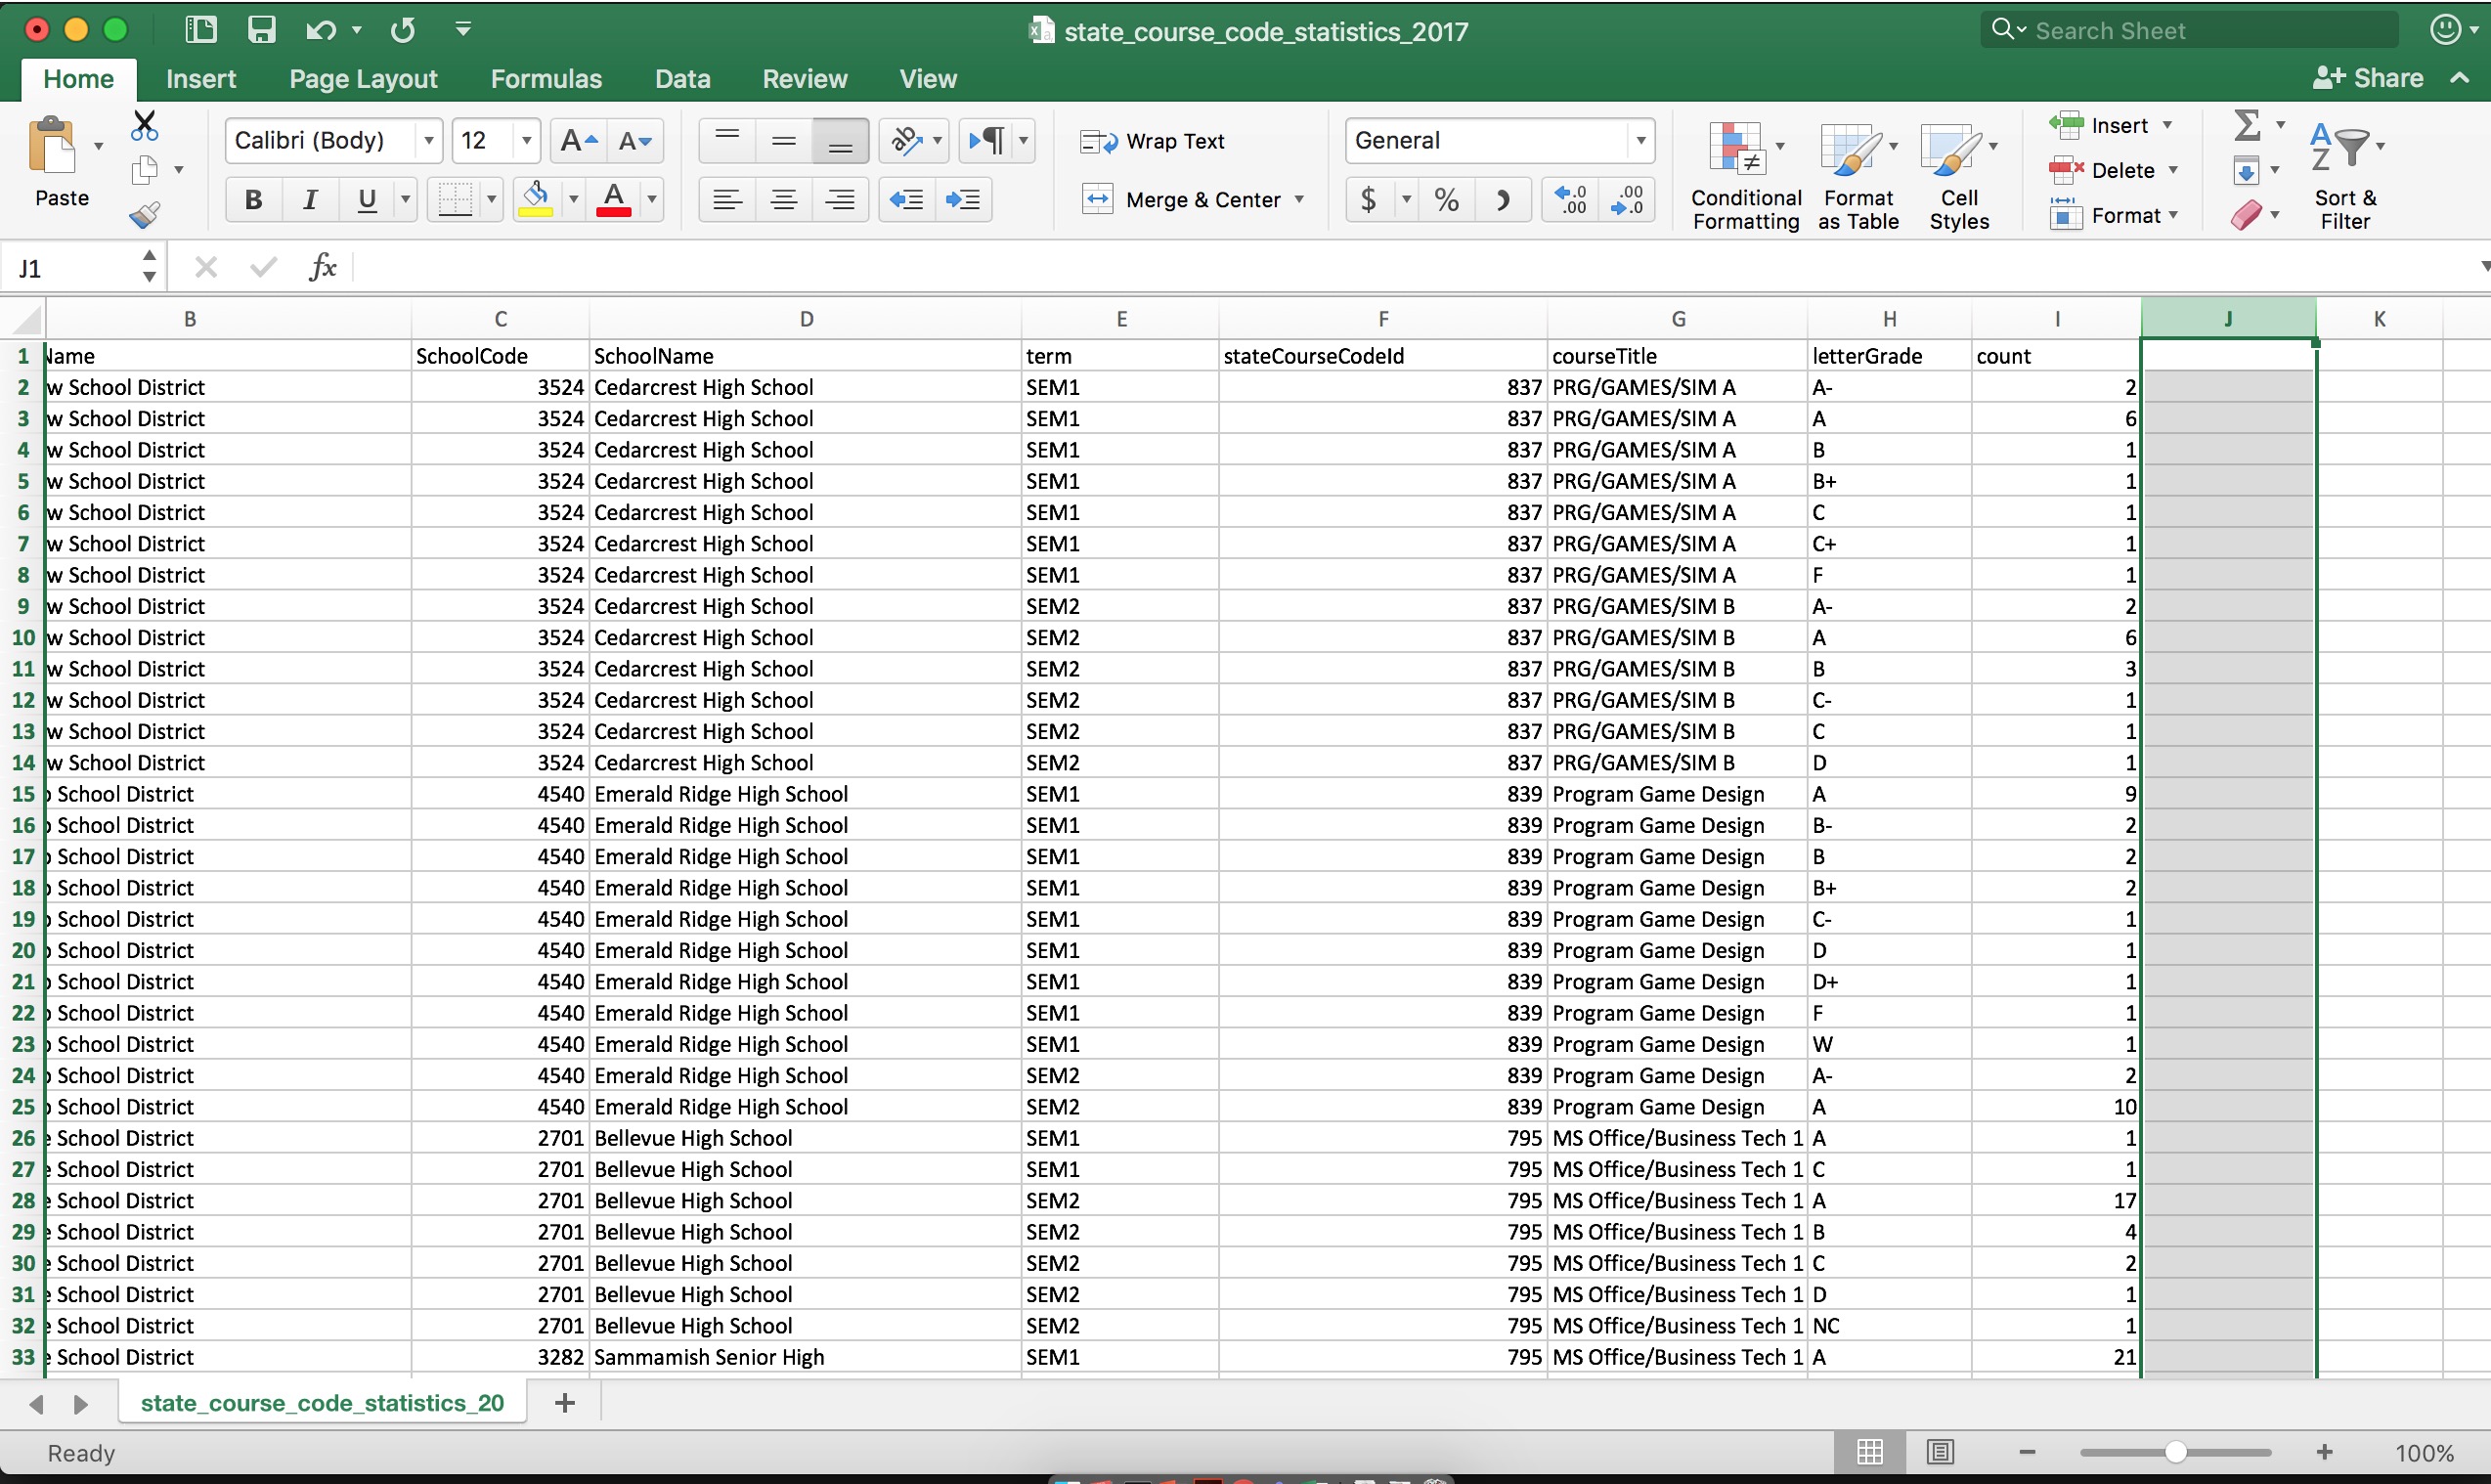 state_course_code_statistics_2017
Search Sheet
Home Insert Page Layout Formulas Data Review View
Share
Paste
Calibri (Body) 12 A A
B I U A
Wrap Text
Merge & Center
General
$ % .0 .00 .00 .0
Conditional Formatting
Format as Table
Cell Styles
Insert
Delete
Format
Sort & Filter
J1 fx
B C D E F G H I J K
1 Name SchoolCode SchoolName term stateCourseCodeId courseTitle letterGrade count
2 w School District 3524 Cedarcrest High School SEM1 837 PRG/GAMES/SIM A A- 2
3 w School District 3524 Cedarcrest High School SEM1 837 PRG/GAMES/SIM A A 6
4 w School District 3524 Cedarcrest High School SEM1 837 PRG/GAMES/SIM A B 1
5 w School District 3524 Cedarcrest High School SEM1 837 PRG/GAMES/SIM A B+ 1
6 w School District 3524 Cedarcrest High School SEM1 837 PRG/GAMES/SIM A C 1
7 w School District 3524 Cedarcrest High School SEM1 837 PRG/GAMES/SIM A C+ 1
8 w School District 3524 Cedarcrest High School SEM1 837 PRG/GAMES/SIM A F 1
9 w School District 3524 Cedarcrest High School SEM2 837 PRG/GAMES/SIM B A- 2
10 w School District 3524 Cedarcrest High School SEM2 837 PRG/GAMES/SIM B A 6
11 w School District 3524 Cedarcrest High School SEM2 837 PRG/GAMES/SIM B B 3
12 w School District 3524 Cedarcrest High School SEM2 837 PRG/GAMES/SIM B C- 1
13 w School District 3524 Cedarcrest High School SEM2 837 PRG/GAMES/SIM B C 1
14 w School District 3524 Cedarcrest High School SEM2 837 PRG/GAMES/SIM B D 1
15 School District 4540 Emerald Ridge High School SEM1 839 Program Game Design A 9
16 School District 4540 Emerald Ridge High School SEM1 839 Program Game Design B- 2
17 School District 4540 Emerald Ridge High School SEM1 839 Program Game Design B 2
18 School District 4540 Emerald Ridge High School SEM1 839 Program Game Design B+ 2
19 School District 4540 Emerald Ridge High School SEM1 839 Program Game Design C- 1
20 School District 4540 Emerald Ridge High School SEM1 839 Program Game Design D 1
21 School District 4540 Emerald Ridge High School SEM1 839 Program Game Design D+ 1
22 School District 4540 Emerald Ridge High School SEM1 839 Program Game Design F 1
23 School District 4540 Emerald Ridge High School SEM1 839 Program Game Design W 1
24 School District 4540 Emerald Ridge High School SEM2 839 Program Game Design A- 2
25 School District 4540 Emerald Ridge High School SEM2 839 Program Game Design A 10
26 e School District 2701 Bellevue High School SEM1 795 MS Office/Business Tech 1 A 1
27 e School District 2701 Bellevue High School SEM1 795 MS Office/Business Tech 1 C 1
28 e School District 2701 Bellevue High School SEM2 795 MS Office/Business Tech 1 A 17
29 e School District 2701 Bellevue High School SEM2 795 MS Office/Business Tech 1 B 4
30 e School District 2701 Bellevue High School SEM2 795 MS Office/Business Tech 1 C 2
31 e School District 2701 Bellevue High School SEM2 795 MS Office/Business Tech 1 D 1
32 e School District 2701 Bellevue High School SEM2 795 MS Office/Business Tech 1 NC 1
33 e School District 3282 Sammamish Senior High SEM1 795 MS Office/Business Tech 1 A 21
state_course_code_statistics_20
Ready 100%